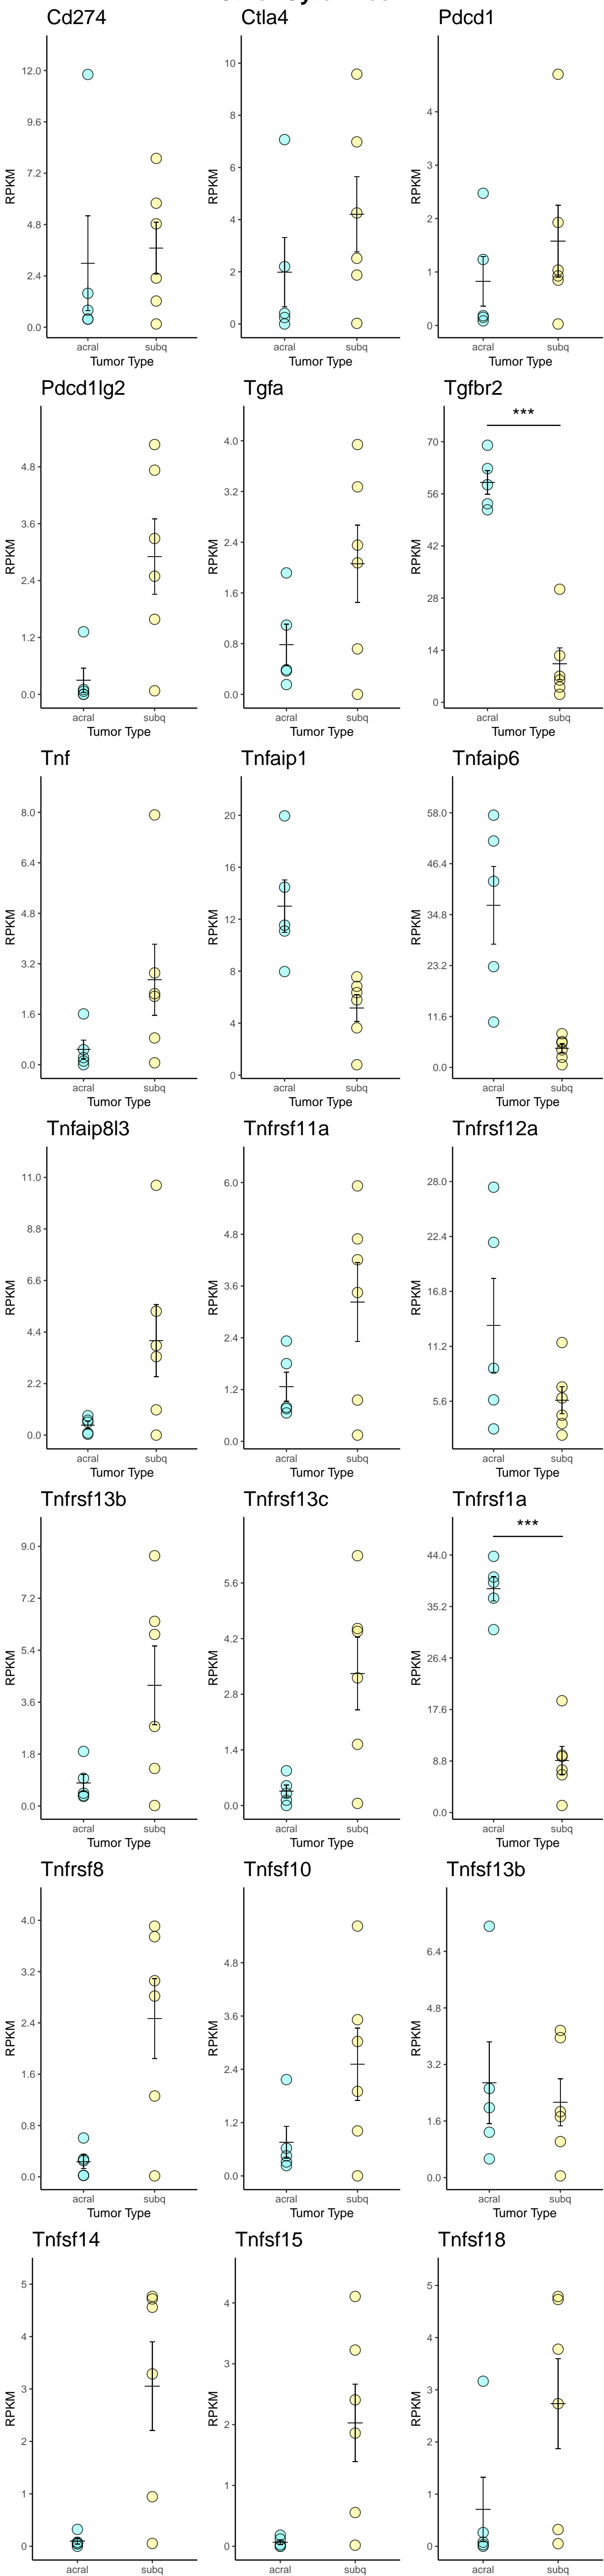 Cd274 Ctla4 Pdcd1
12.0
9.6
7.2
4.8
2.4
0.0
RPKM
acral subq
Tumor Type
10
8
6
4
2
0
RPKM
acral subq
Tumor Type
4
3
2
1
0
RPKM
acral subq
Tumor Type
Pdcd1lg2 Tgfa Tgfbr2
4.8
3.6
2.4
1.2
0.0
RPKM
acral subq
Tumor Type
4.0
3.2
2.4
1.6
0.8
0.0
RPKM
acral subq
Tumor Type
***
70
56
42
28
14
0
RPKM
acral subq
Tumor Type
Tnf Tnfaip1 Tnfaip6
8.0
6.4
4.8
3.2
1.6
0.0
RPKM
acral subq
Tumor Type
20
16
12
8
4
0
RPKM
acral subq
Tumor Type
58.0
46.4
34.8
23.2
11.6
0.0
RPKM
acral subq
Tumor Type
Tnfaip8l3 Tnfrsf11a Tnfrsf12a
11.0
8.8
6.6
4.4
2.2
0.0
RPKM
acral subq
Tumor Type
6.0
4.8
3.6
2.4
1.2
0.0
RPKM
acral subq
Tumor Type
28.0
22.4
16.8
11.2
5.6
RPKM
acral subq
Tumor Type
Tnfrsf13b Tnfrsf13c Tnfrsf1a
9.0
7.2
5.4
3.6
1.8
0.0
RPKM
acral subq
Tumor Type
5.6
4.2
2.8
1.4
0.0
RPKM
acral subq
Tumor Type
***
44.0
35.2
26.4
17.6
8.8
0.0
RPKM
acral subq
Tumor Type
Tnfrsf8 Tnfsf10 Tnfsf13b
4.0
3.2
2.4
1.6
0.8
0.0
RPKM
acral subq
Tumor Type
4.8
3.6
2.4
1.2
0.0
RPKM
acral subq
Tumor Type
6.4
4.8
3.2
1.6
0.0
RPKM
acral subq
Tumor Type
Tnfsf14 Tnfsf15 Tnfsf18
5
4
3
2
1
0
RPKM
acral subq
4
3
2
1
0
RPKM
acral subq
5
4
3
2
1
0
RPKM
acral subq